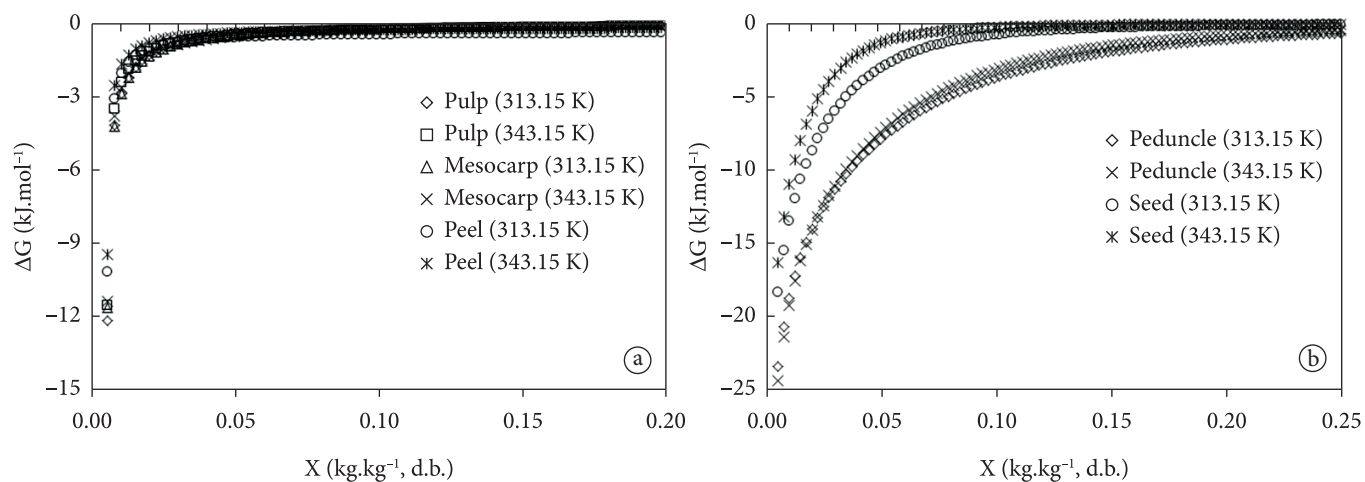 0
−3
−6
−9
−12
−15
ΔG (kJ.mol⁻¹)
Pulp (313.15 K)
Pulp (343.15 K)
Mesocarp (313.15 K)
Mesocarp (343.15 K)
Peel (313.15 K)
Peel (343.15 K)
a
0.00 0.05 0.10 0.15 0.20
X (kg.kg⁻¹, d.b.)
0
−5
−10
−15
−20
−25
ΔG (kJ.mol⁻¹)
Peduncle (313.15 K)
Peduncle (343.15 K)
Seed (313.15 K)
Seed (343.15 K)
b
0.00 0.05 0.10 0.15 0.20 0.25
X (kg.kg⁻¹, d.b.)